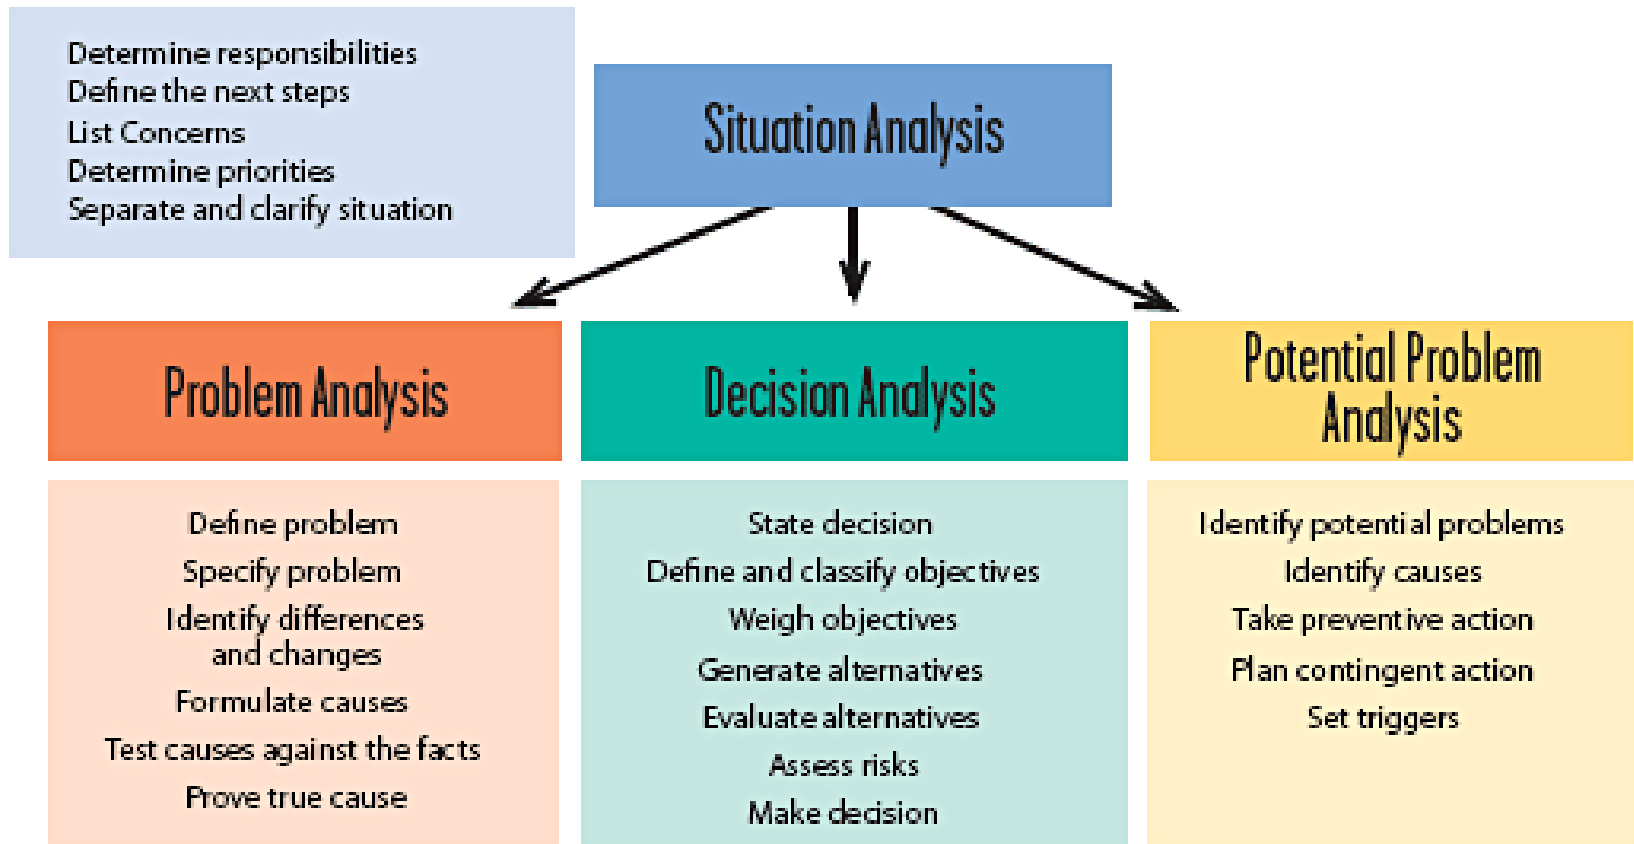 Determine responsibilities
Define the next steps
List Concerns
Determine priorities
Separate and clarify situation
Situation Analysis
Problem Analysis
Define problem
Specify problem
Identify differences
and changes
Formulate causes
Test causes against the facts
Prove true cause
Decision Analysis
State decision
Define and classify objectives
Weigh objectives
Generate alternatives
Evaluate alternatives
Assess risks
Make decision
Potential Problem
Analysis
Identify potential problems
Identify causes
Take preventive action
Plan contingent action
Set triggers